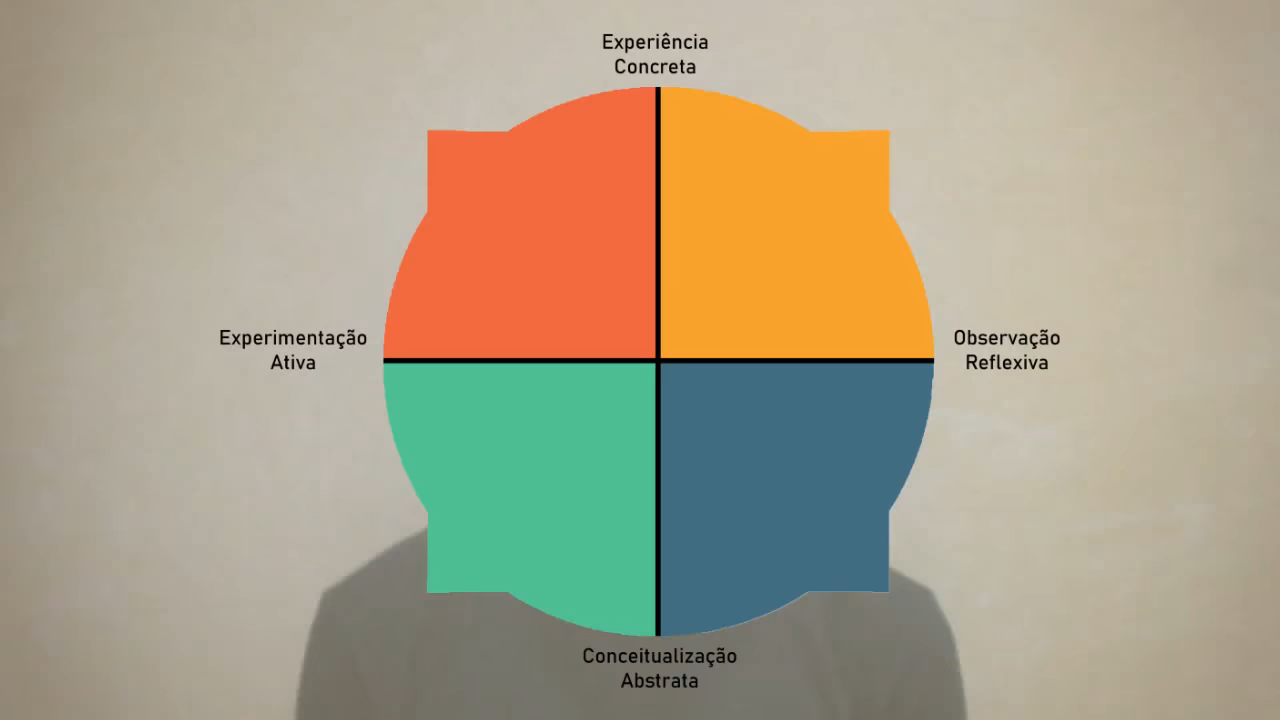 Experiência
Concreta
Experimentação
Ativa
Observação
Reflexiva
Conceitualização
Abstrata